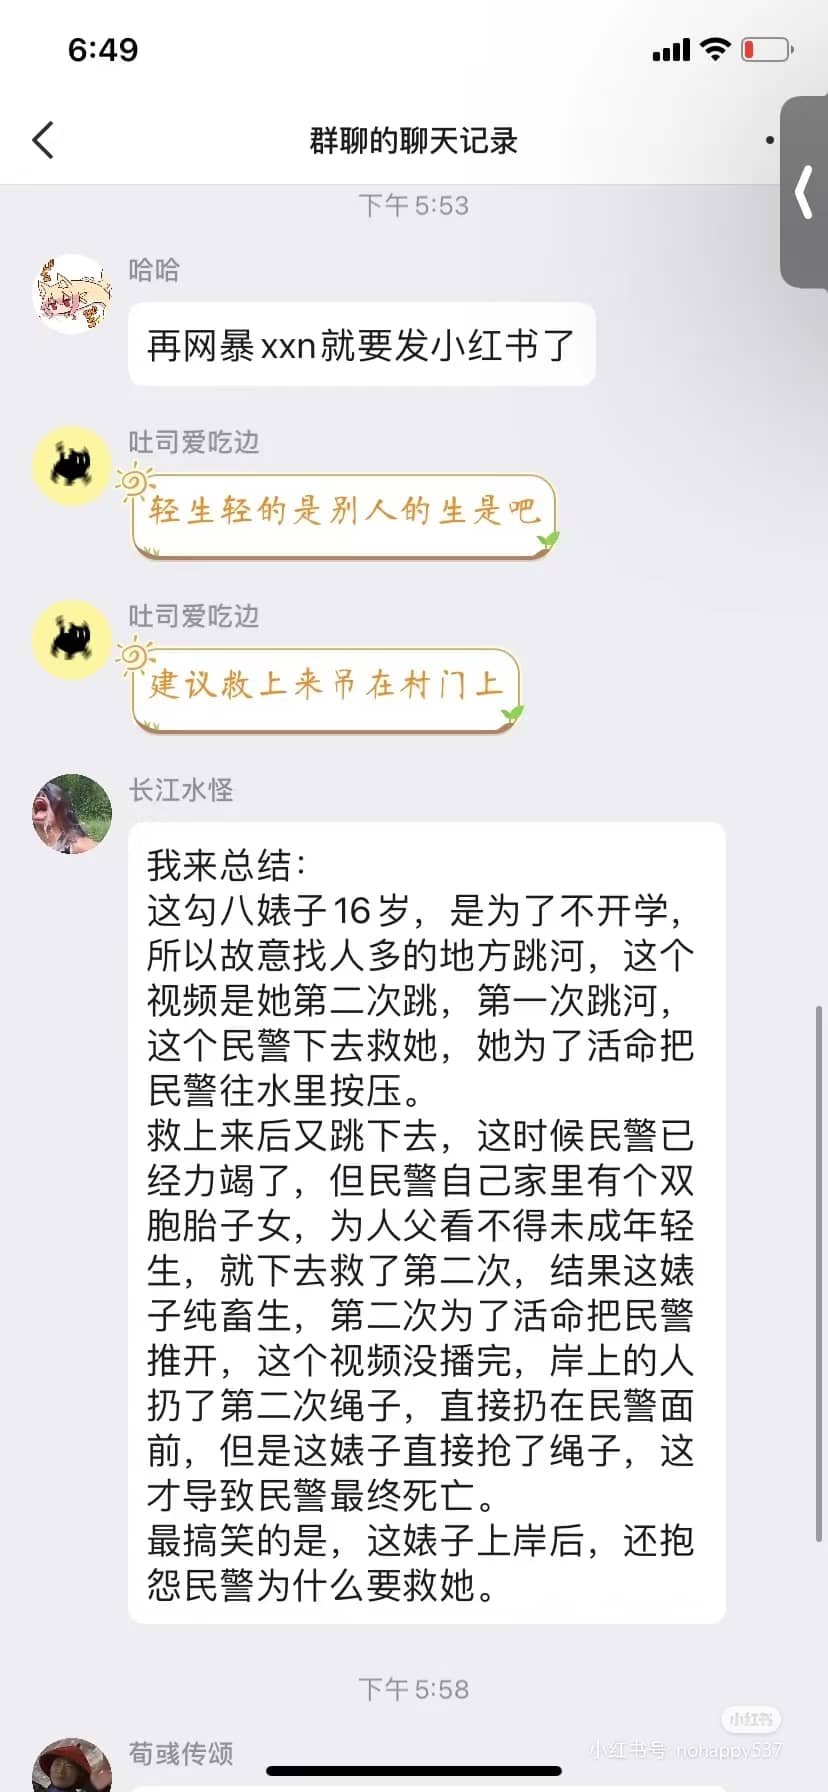 6:49
群聊的聊天记录
下午 5:53
哈哈
再网暴xxn就要发小红书了
吐司爱吃边
轻生轻的是别人的生是吧
吐司爱吃边
建议救上来吊在村门上
长江水怪
我来总结：
这勾八婊子16岁，是为了不开学，
所以故意找人多的地方跳河，这个
视频是她第二次跳，第一次跳河，
这个民警下去救她，她为了活命把
民警往水里按压。
救上来后又跳下去，这时候民警已
经力竭了，但民警自己家里有个双
胞胎子女，为人父看不得未成年轻
生，就下去救了第二次，结果这婊
子纯畜生，第二次为了活命把民警
推开，这个视频没播完，岸上的人
扔了第二次绳子，直接扔在民警面
前，但是这婊子直接抢了绳子，这
才导致民警最终死亡。
最搞笑的是，这婊子上岸后，还抱
怨民警为什么要救她。
下午 5:58
小红书
荀彧传颂
小红书号:nohappy537